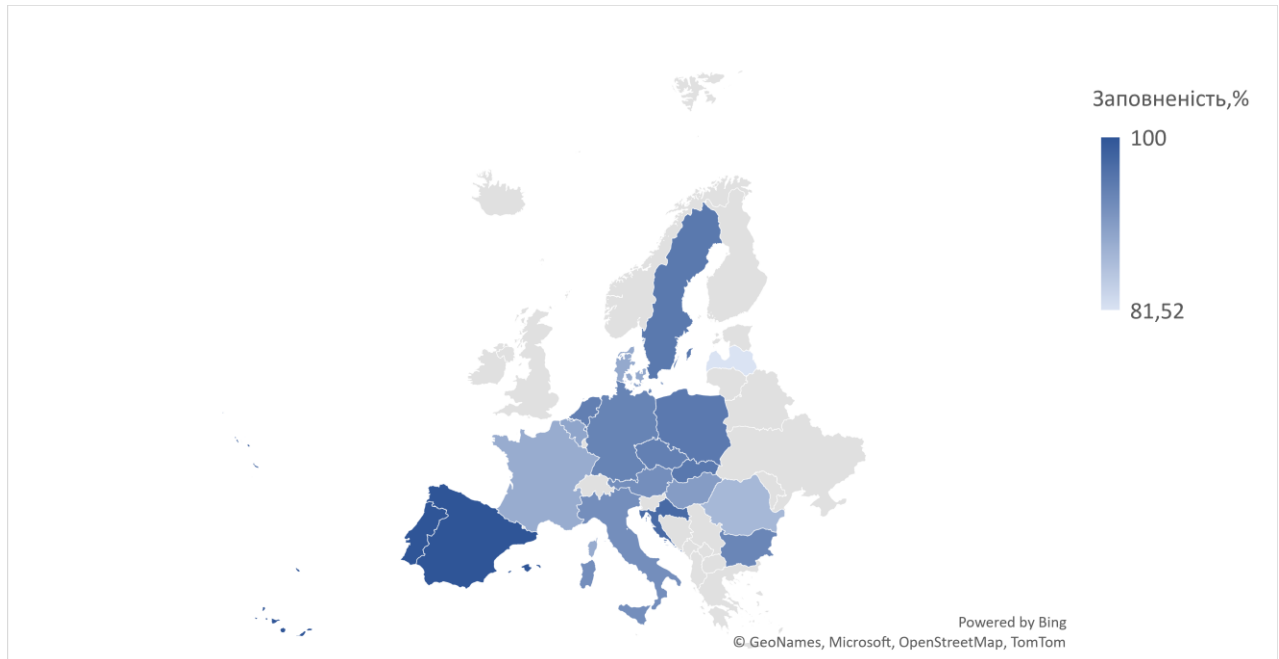 Заповненість,%
100
81,52
Powered by Bing
© GeoNames, Microsoft, OpenStreetMap, TomTom